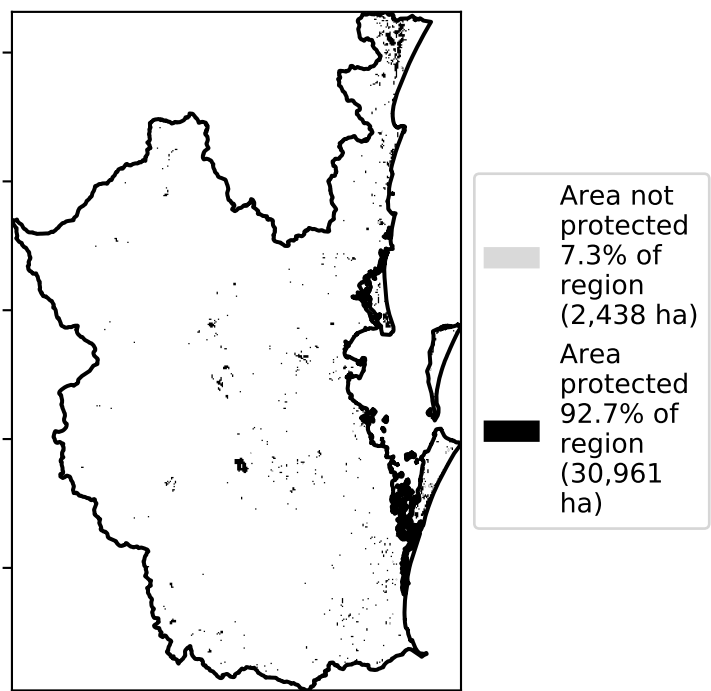 Area not
protected
7.3% of
region
(2,438 ha)
Area
protected
92.7% of
region
(30,961
ha)